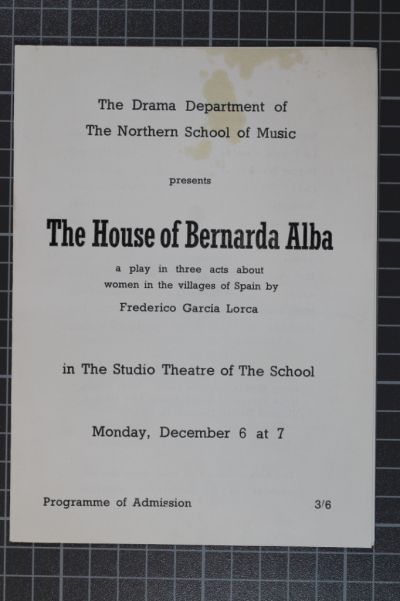 The Drama Department of
The Northern School of Music
presents
The House of Bernarda Alba
a play in three acts about
women in the villages of Spain by
Frederico Garcia Lorca
in The Studio Theatre of The School
Monday, December 6 at 7
Programme of Admission 3/6